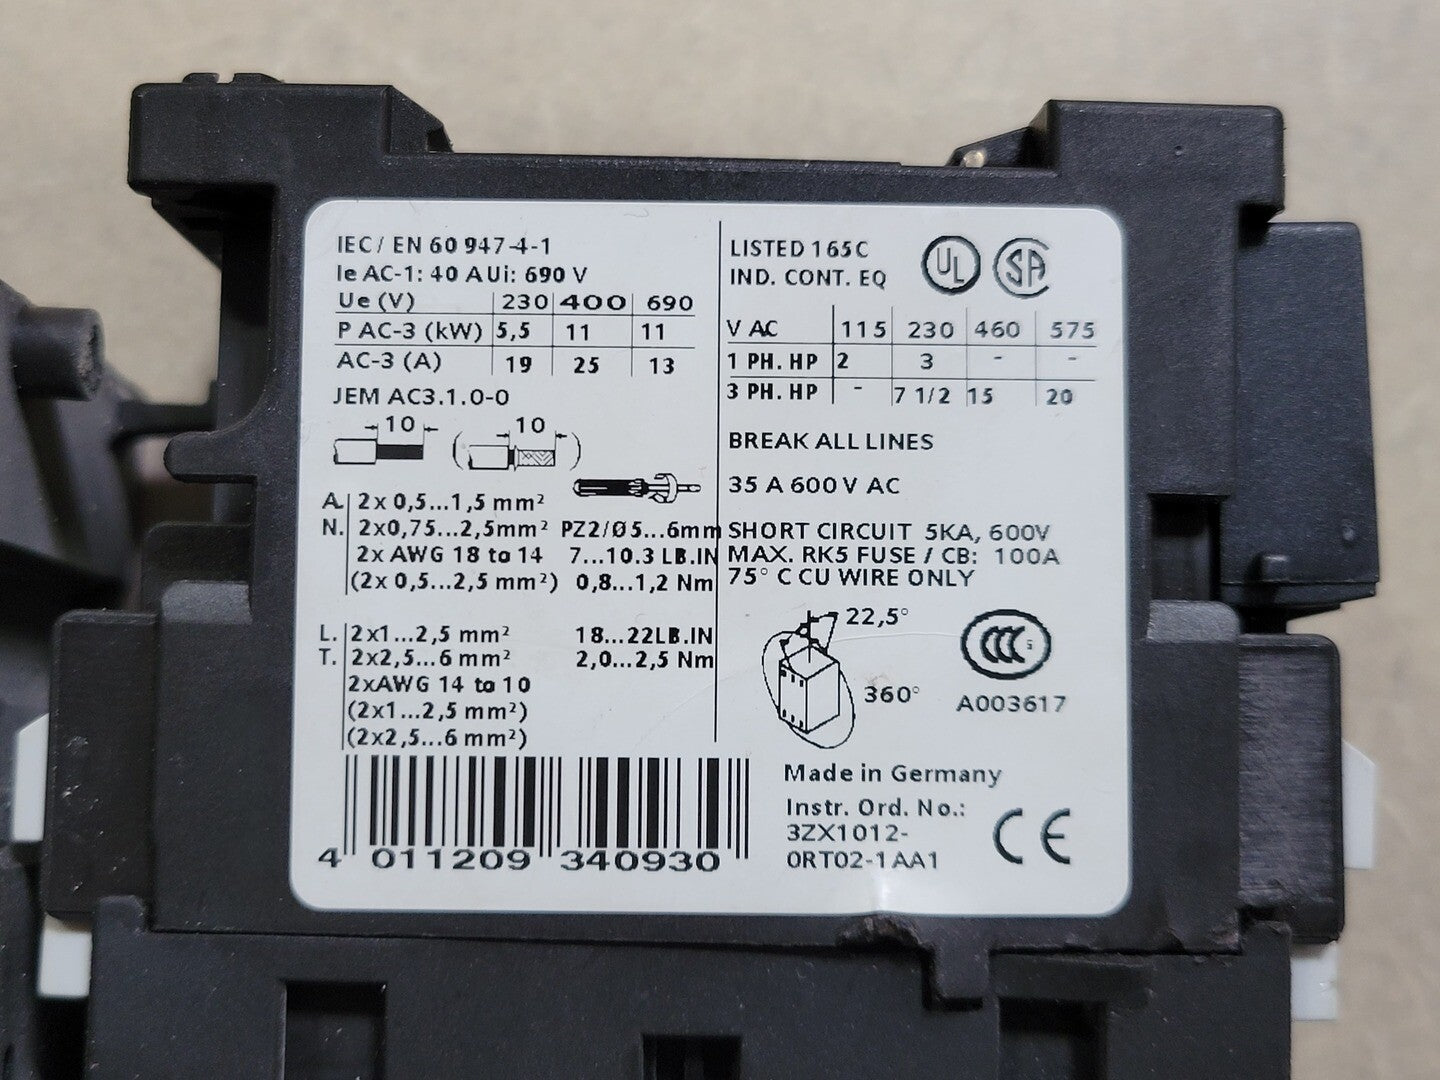 IEC/ EN 60 947-4-1
Ie AC-1: 40 A Ui: 690 V
Ue (V) 230 400 690
P AC-3 (kW) 5,5 11 11
AC-3 (A) 19 25 13
JEM AC3.1.0-0
10 10
A. 2x 0,5...1,5 mm²
N. 2x0,75...2,5mm² PZ2/Ø5...6mm
2x AWG 18 to 14 7...10.3 LB.IN
(2x 0,5...2,5 mm²) 0,8...1,2 Nm
L. 2x1...2,5 mm² 18...22LB.IN
T. 2x2,5...6 mm² 2,0...2,5 Nm
2xAWG 14 to 10
(2x1...2,5 mm²)
(2x2,5...6 mm²)
4 011209 340930
LISTED 165C
IND. CONT. EQ
UL SA
V AC 115 230 460 575
1 PH. HP 2 3 - -
3 PH. HP - 7 1/2 15 20
BREAK ALL LINES
35 A 600 V AC
SHORT CIRCUIT 5KA, 600V
MAX. RK5 FUSE / CB: 100A
75° C CU WIRE ONLY
22,5°
360°
CCC S
A003617
Made in Germany
Instr. Ord. No.:
3ZX1012-
0RT02-1AA1
CE